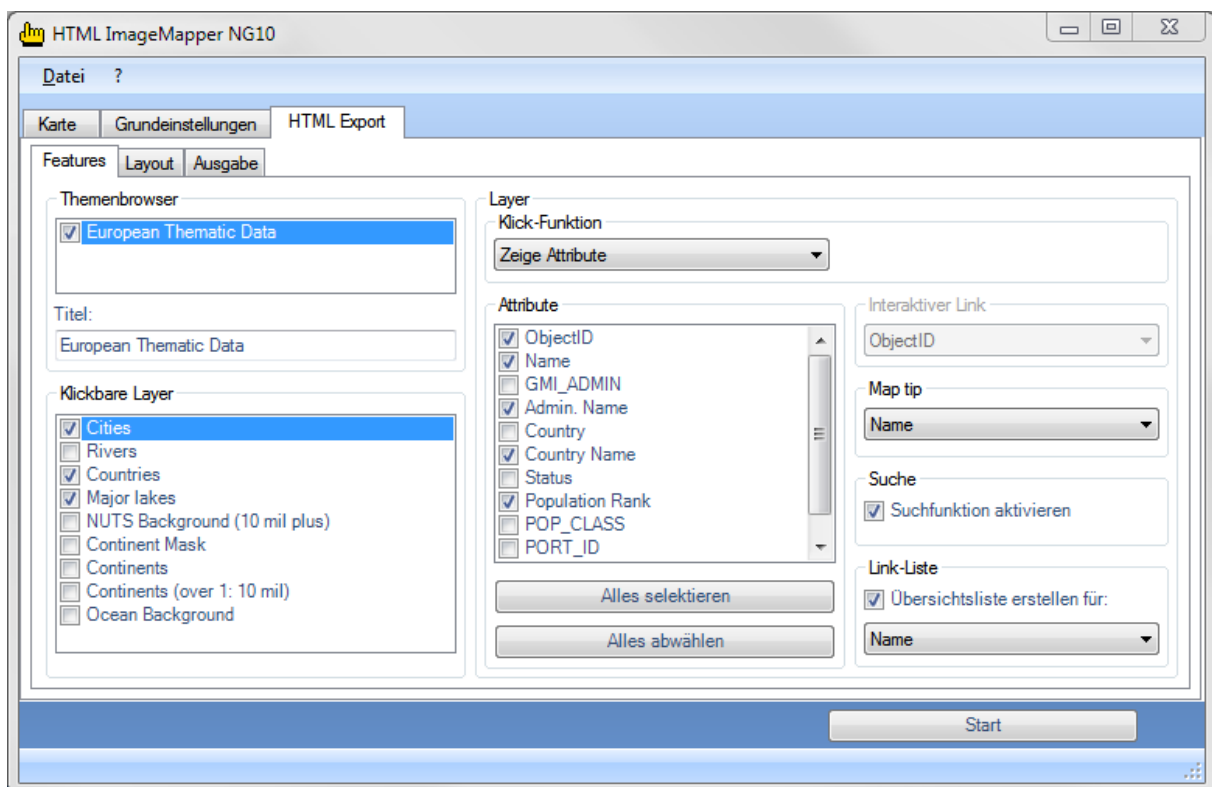 HTML ImageMapper NG10
Datei ?
Karte Grundeinstellungen HTML Export
Features Layout Ausgabe
Themenbrowser
European Thematic Data
Titel:
European Thematic Data
Klickbare Layer
Cities
Rivers
Countries
Major lakes
NUTS Background (10 mil plus)
Continent Mask
Continents
Continents (over 1: 10 mil)
Ocean Background
Layer
Klick-Funktion
Zeige Attribute
Attribute
ObjectID
Name
GMI_ADMIN
Admin. Name
Country
Country Name
Status
Population Rank
POP_CLASS
PORT_ID
Alles selektieren
Alles abwählen
Interaktiver Link
ObjectID
Map tip
Name
Suche
Suchfunktion aktivieren
Link-Liste
Übersichtsliste erstellen für:
Name
Start